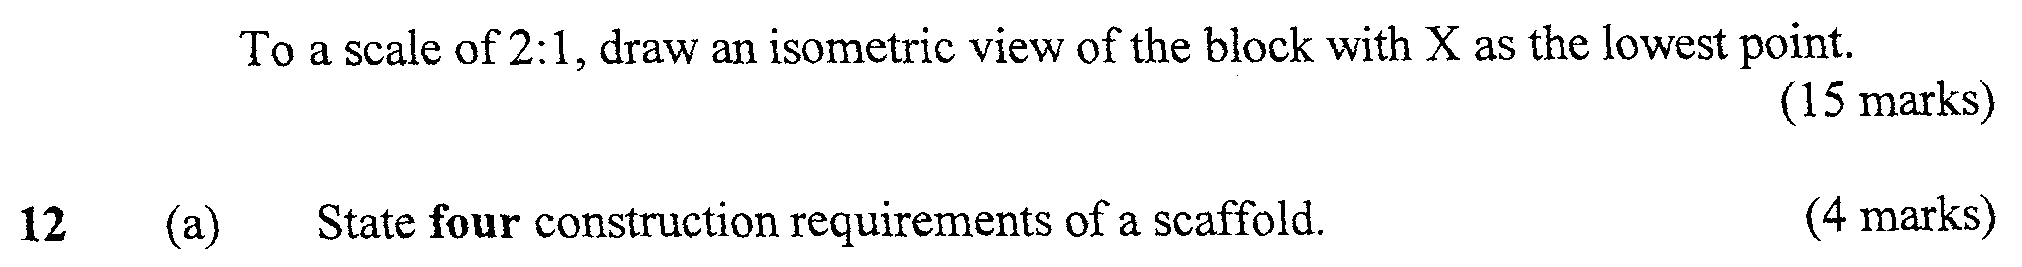 To a scale of 2:1, draw an isometric view of the block with X as the lowest point.
(15 marks)
12 (a) State four construction requirements of a scaffold. (4 marks)